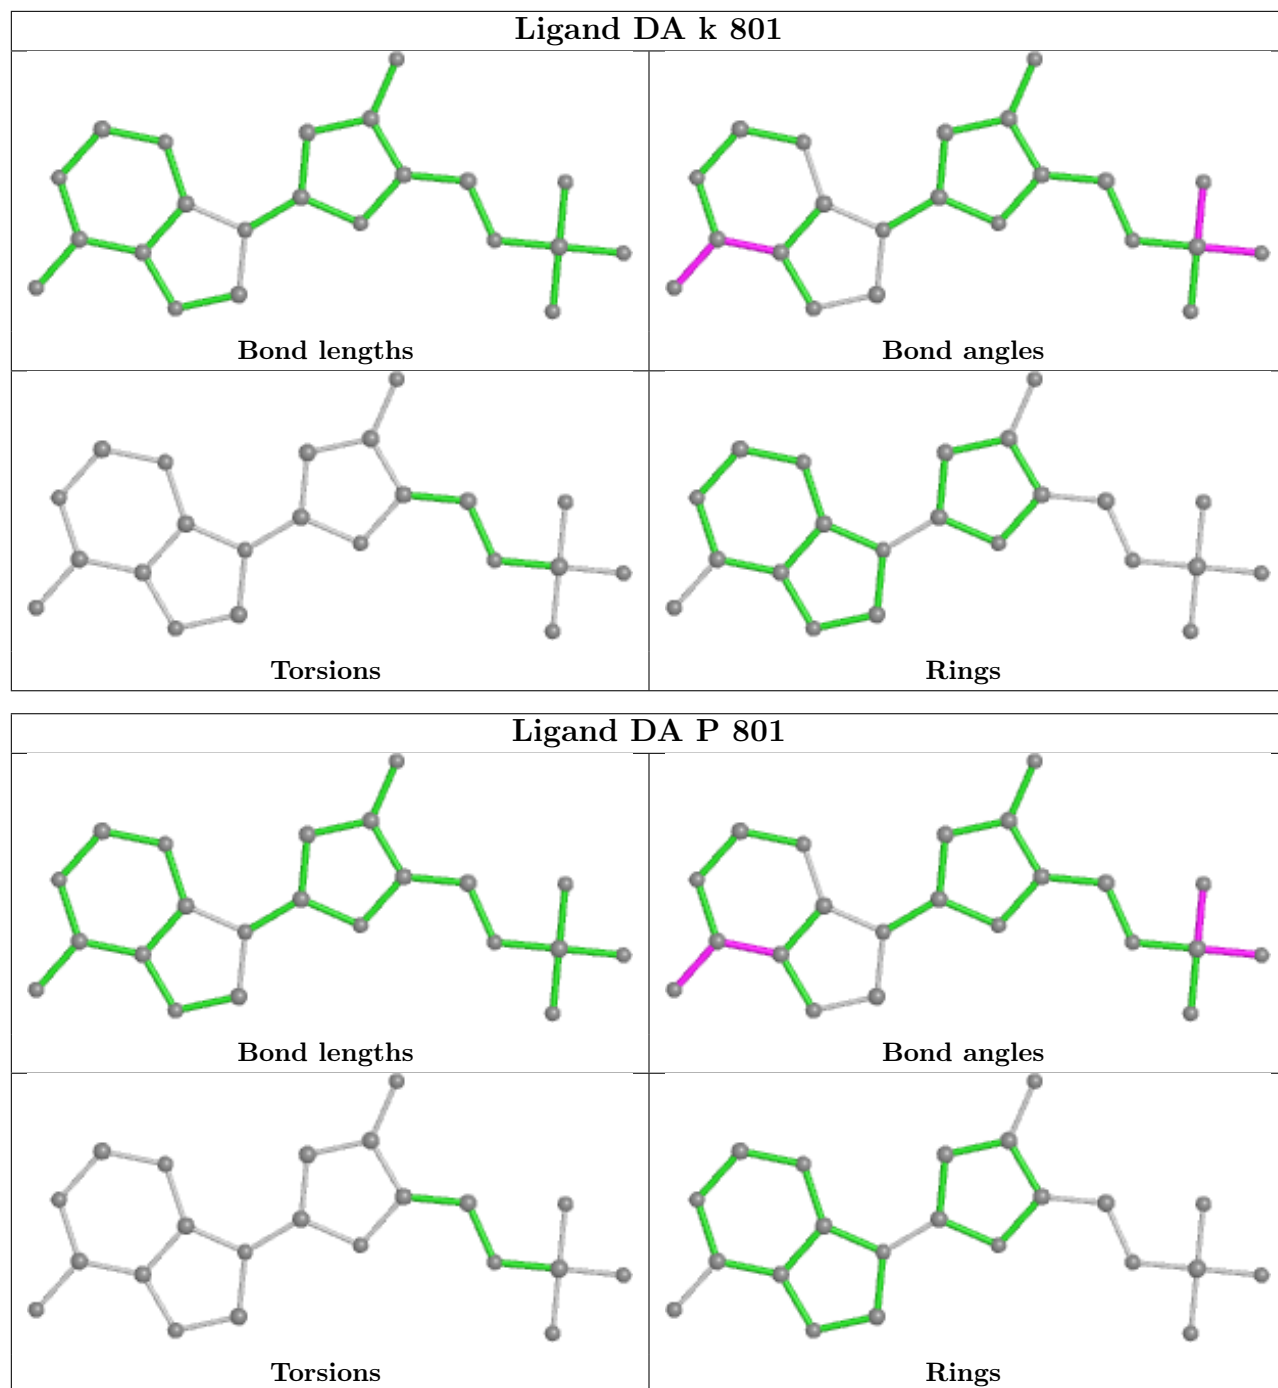 Ligand DA k 801
Bond lengths
Bond angles
Torsions
Rings
Ligand DA P 801
Bond lengths
Bond angles
Torsions
Rings